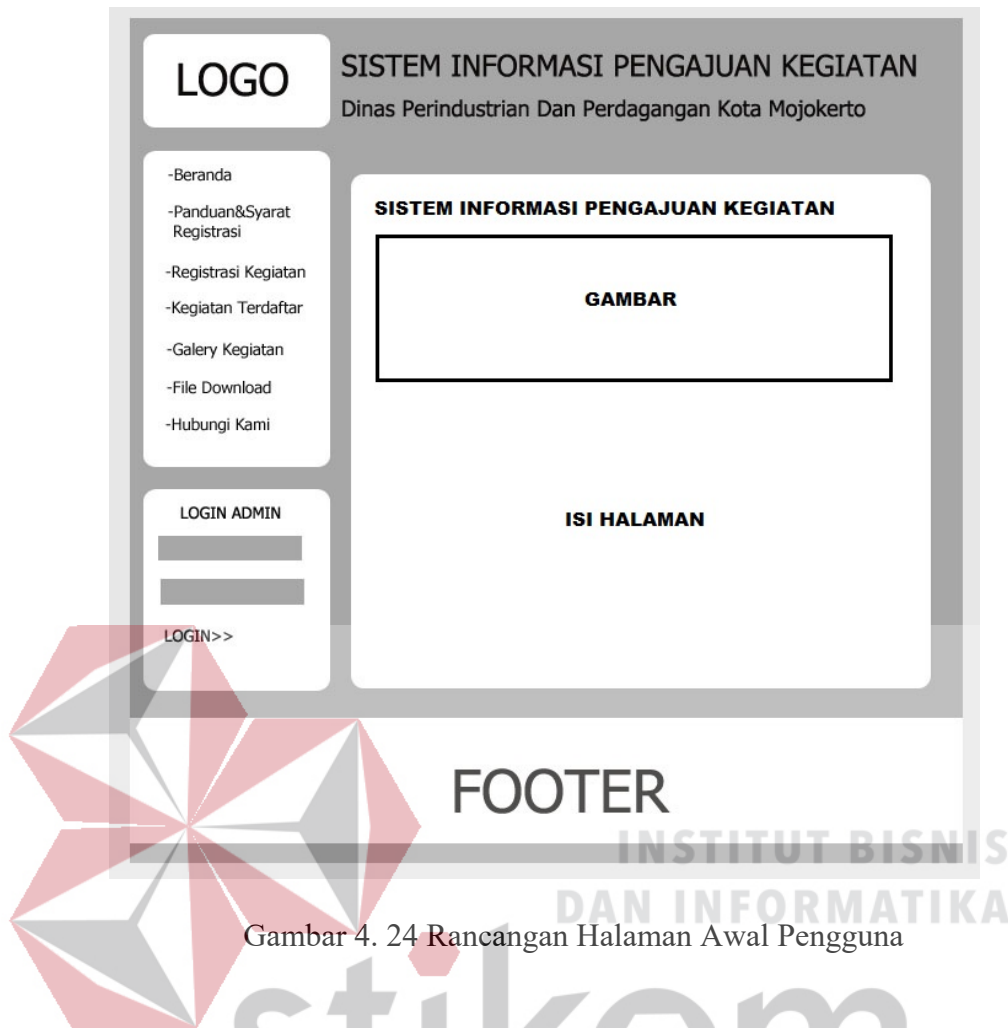 LOGO
SISTEM INFORMASI PENGAJUAN KEGIATAN
Dinas Perindustrian Dan Perdagangan Kota Mojokerto
-Beranda
-Panduan&Syarat
Registrasi
-Registrasi Kegiatan
-Kegiatan Terdaftar
-Galery Kegiatan
-File Download
-Hubungi Kami
SISTEM INFORMASI PENGAJUAN KEGIATAN
GAMBAR
ISI HALAMAN
LOGIN ADMIN
LOGIN>>
FOOTER
INSTITUT BISNIS
DAN INFORMATIKA
Gambar 4. 24 Rancangan Halaman Awal Pengguna
stikom